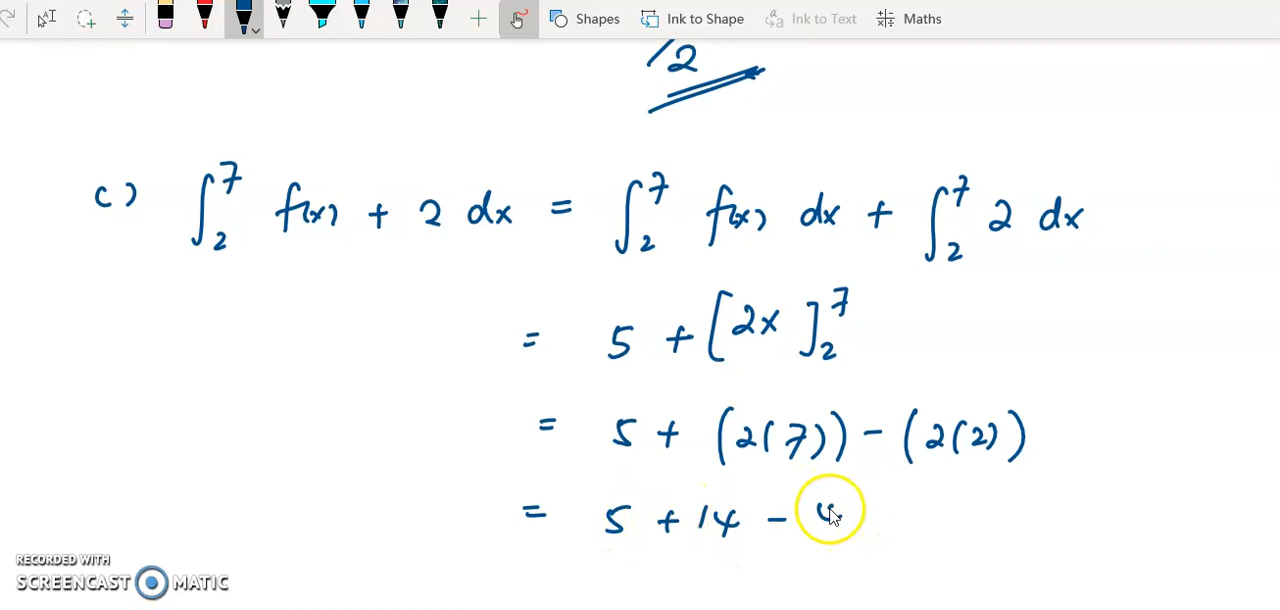 Shapes Ink to Shape Ink to Text Maths
/2
c) ∫₂⁷ f(x) + 2 dx = ∫₂⁷ f(x) dx + ∫₂⁷ 2 dx
= 5 + [2x]₂⁷
= 5 + (2(7)) - (2(2))
= 5 + 14 - 4
RECORDED WITH
SCREENCAST MATIC